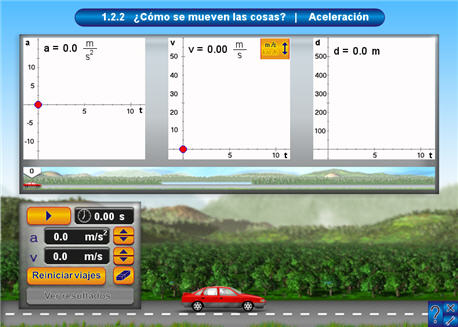 1.2.2 ¿Cómo se mueven las cosas? | Aceleración
a
a = 0.0 m/s²
10
5
-5
-10
5
10 t
v
v = 0.00 m/s
m/s
50
40
30
20
10
5
10 t
d
d = 0.0 m
500
400
300
200
100
5
10 t
0
0.00 s
a 0.0 m/s²
v 0.0 m/s
Reiniciar viajes
Ver resultados
?